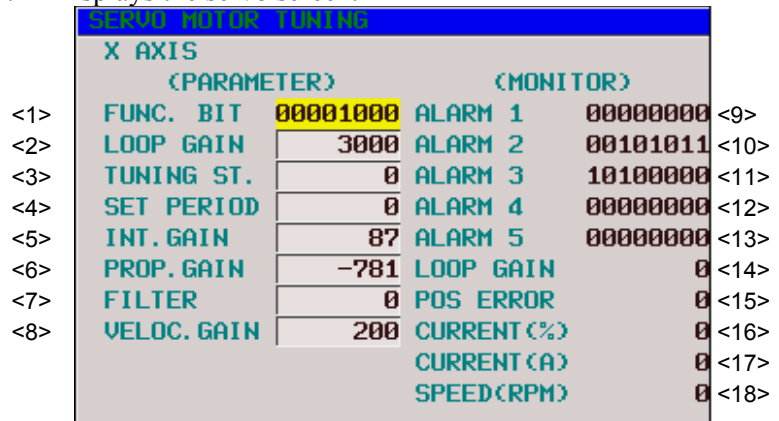 SERVO MOTOR TUNING
X AXIS
(PARAMETER) (MONITOR)
<1> FUNC. BIT 00001000 ALARM 1 00000000 <9>
<2> LOOP GAIN 3000 ALARM 2 00101011 <10>
<3> TUNING ST. 0 ALARM 3 10100000 <11>
<4> SET PERIOD 0 ALARM 4 00000000 <12>
<5> INT.GAIN 87 ALARM 5 00000000 <13>
<6> PROP.GAIN -781 LOOP GAIN 0 <14>
<7> FILTER 0 POS ERROR 0 <15>
<8> VELOC.GAIN 200 CURRENT(%) 0 <16>
CURRENT(A) 0 <17>
SPEED(RPM) 0 <18>